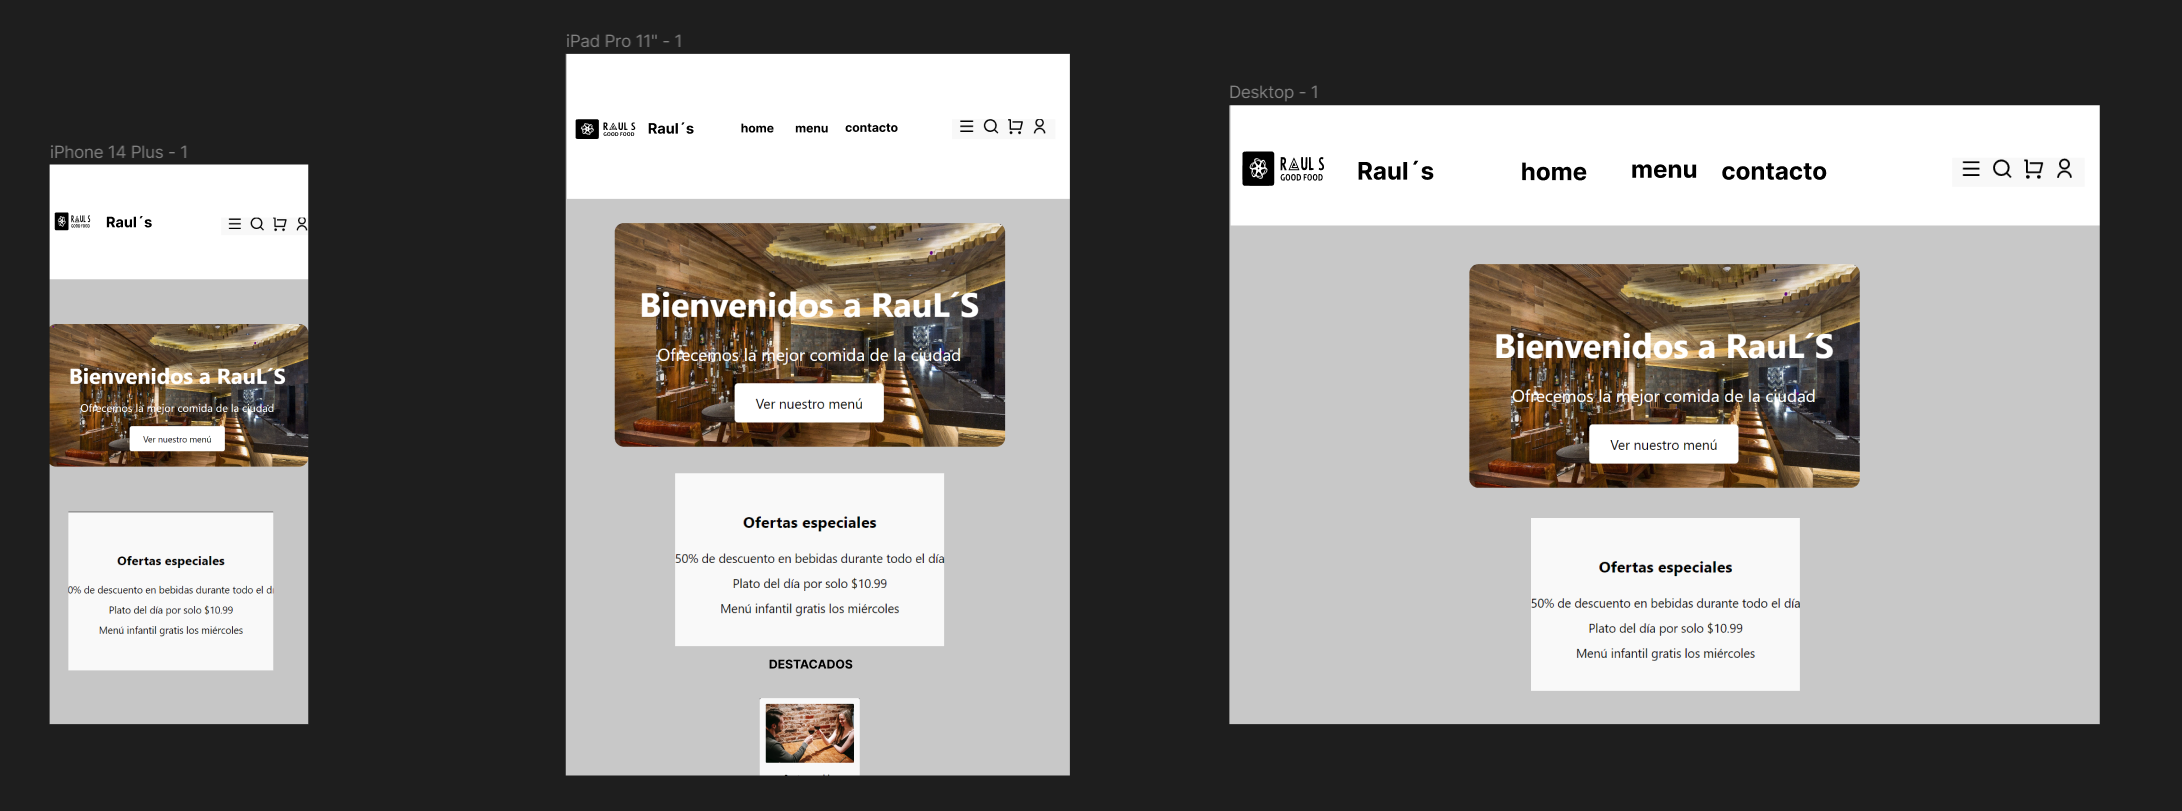 iPhone 14 Plus - 1
RAUL S
GOOD FOOD
Raul´s
Bienvenidos a RauL´S
Ofrecemos la mejor comida de la ciudad
Ver nuestro menú
Ofertas especiales
0% de descuento en bebidas durante todo el d
Plato del día por solo $10.99
Menú infantil gratis los miércoles
iPad Pro 11" - 1
RAUL S
GOOD FOOD
Raul´s
home
menu
contacto
Bienvenidos a RauL´S
Ofrecemos la mejor comida de la ciudad
Ver nuestro menú
Ofertas especiales
50% de descuento en bebidas durante todo el día
Plato del día por solo $10.99
Menú infantil gratis los miércoles
DESTACADOS
Desktop - 1
RAUL S
GOOD FOOD
Raul´s
home
menu
contacto
Bienvenidos a RauL´S
Ofrecemos la mejor comida de la ciudad
Ver nuestro menú
Ofertas especiales
50% de descuento en bebidas durante todo el día
Plato del día por solo $10.99
Menú infantil gratis los miércoles